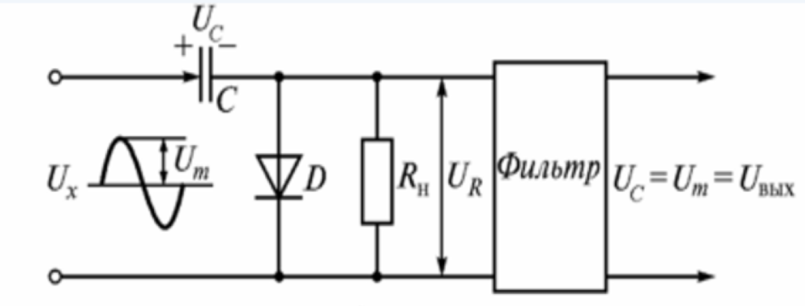 U_C
+ −
C
U_x
U_m
D
R_н
U_R
Фильтр
U_C = U_m = U_вых